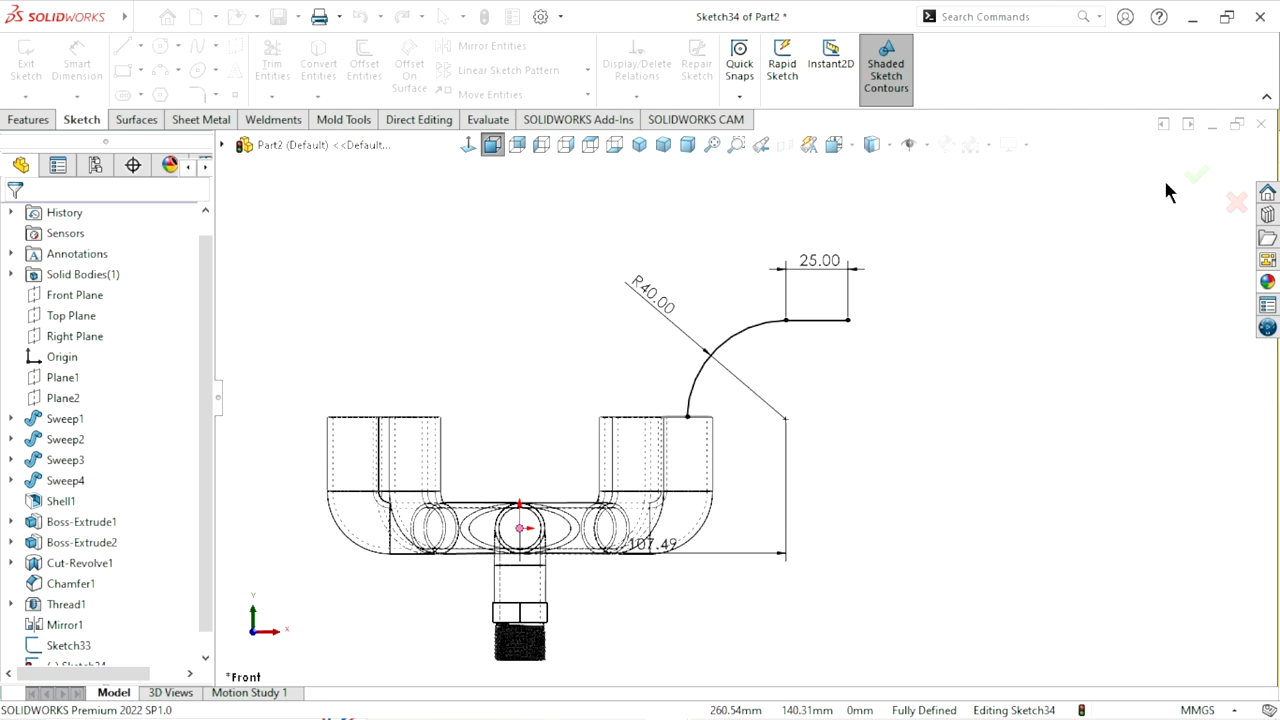 SOLIDWORKS
Sketch34 of Part2 *
Search Commands
Exit Sketch
Smart Dimension
Trim Entities
Convert Entities
Offset Entities
Offset On Surface
Mirror Entities
Linear Sketch Pattern
Move Entities
Display/Delete Relations
Repair Sketch
Quick Snaps
Rapid Sketch
Instant2D
Shaded Sketch Contours
Features
Sketch
Surfaces
Sheet Metal
Weldments
Mold Tools
Direct Editing
Evaluate
SOLIDWORKS Add-Ins
SOLIDWORKS CAM
Part2 (Default) <<Default...
History
Sensors
Annotations
Solid Bodies(1)
Front Plane
Top Plane
Right Plane
Origin
Plane1
Plane2
Sweep1
Sweep2
Sweep3
Sweep4
Shell1
Boss-Extrude1
Boss-Extrude2
Cut-Revolve1
Chamfer1
Thread1
Mirror1
Sketch33
(-) Sketch34
25.00
R40.00
107.49
Y
X
*Front
Model
3D Views
Motion Study 1
SOLIDWORKS Premium 2022 SP1.0
260.54mm
140.31mm
0mm
Fully Defined
Editing Sketch34
MMGS